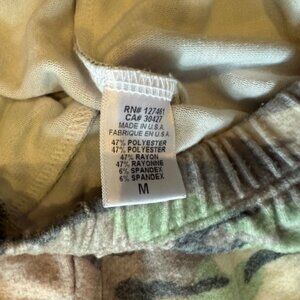 RN# 127461
CA# 30427
MADE IN U.S.A.
FABRIQUE EN U.S.A.
47% POLYESTER
47% POLYESTER
47% RAYON
47% RAYONNE
6% SPANDEX
6% SPANDEX
M